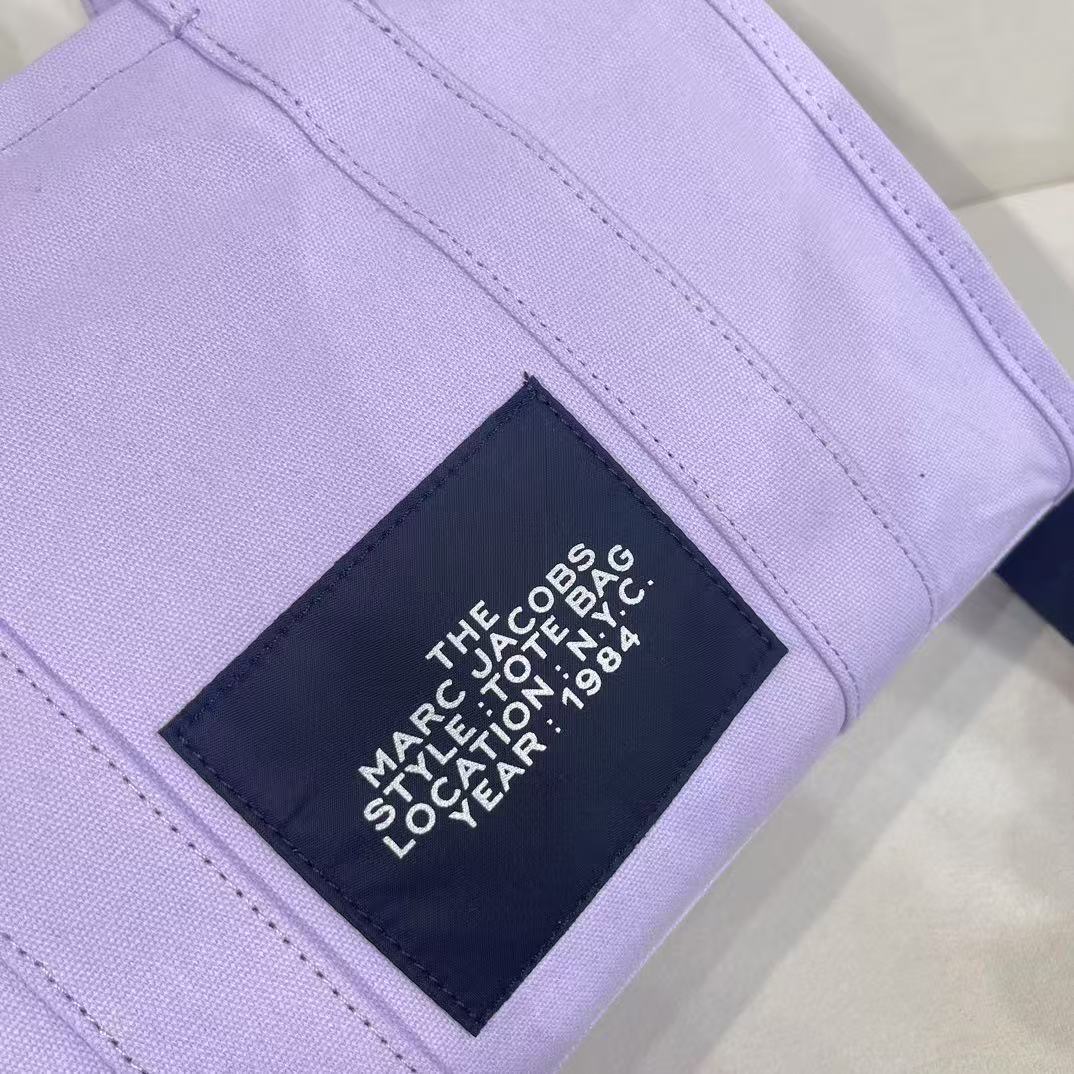 THE
MARC JACOBS
STYLE : TOTE BAG
LOCATION : N.Y.C.
YEAR : 1984